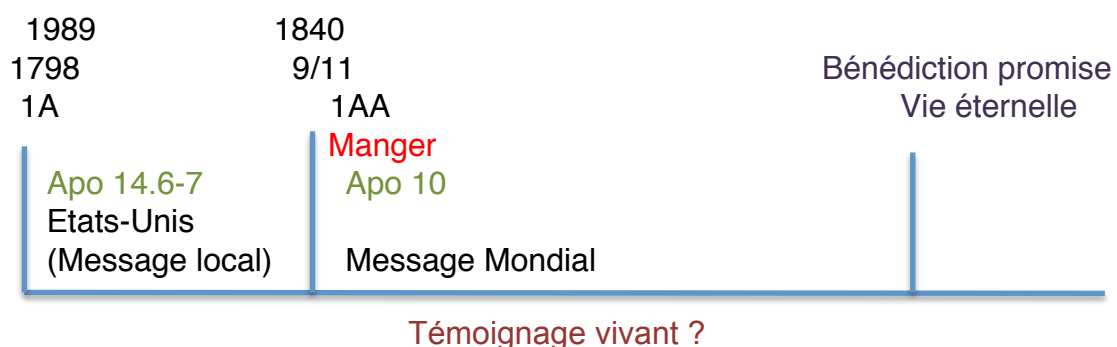 1989 1840
1798 9/11 Bénédiction promise
1A 1AA Vie éternelle
Manger
Apo 14.6-7 Apo 10
Etats-Unis
(Message local) Message Mondial
Témoignage vivant ?